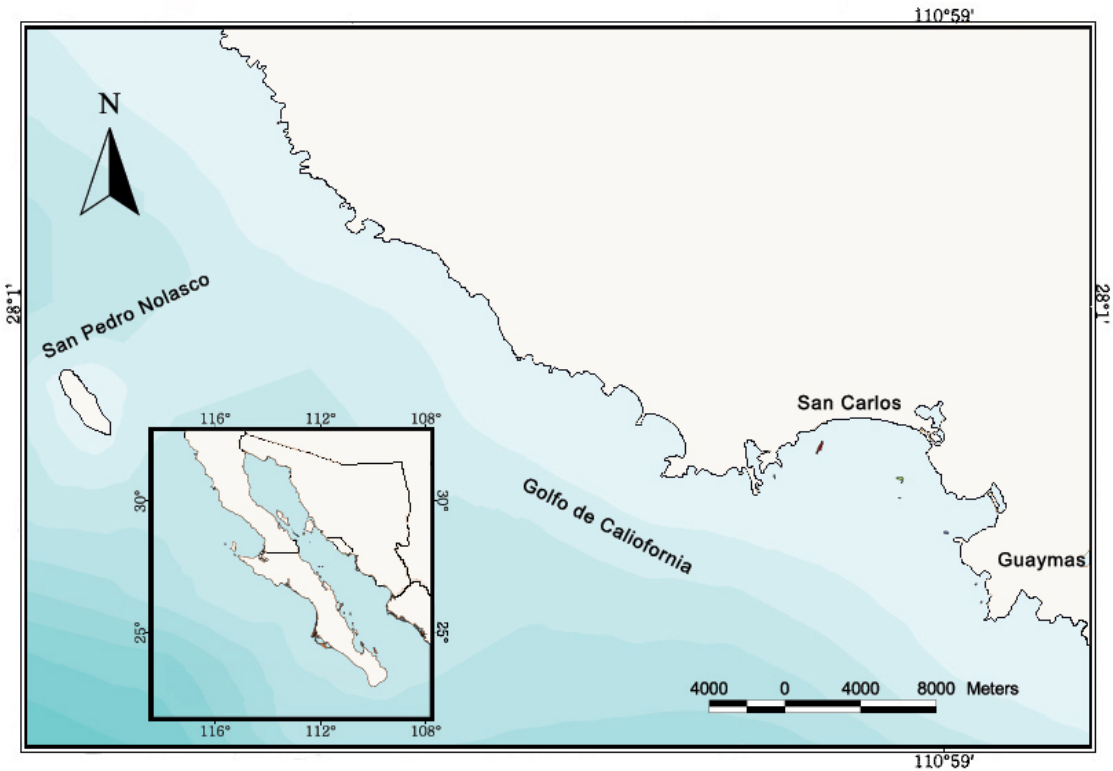 110°59'
N
28°1'
28°1'
San Pedro Nolasco
San Carlos
116°
112°
108°
30°
30°
Golfo de Caliofornia
Guaymas
25°
25°
116°
112°
108°
4000 0 4000 8000 Meters
110°59'